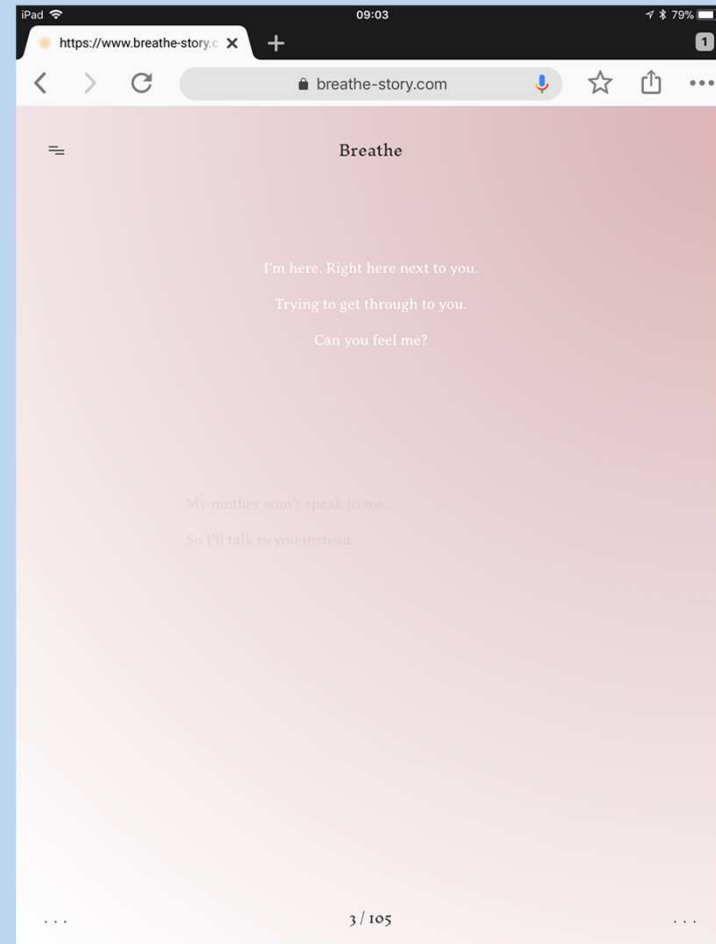 iPad
09:03
79%
https://www.breathe-story.c
1
breathe-story.com
Breathe
I'm here. Right here next to you.
Trying to get through to you.
Can you feel me?
My mother won't speak to me.
So I'll talk to you instead.
. . .
3 / 105
. . .